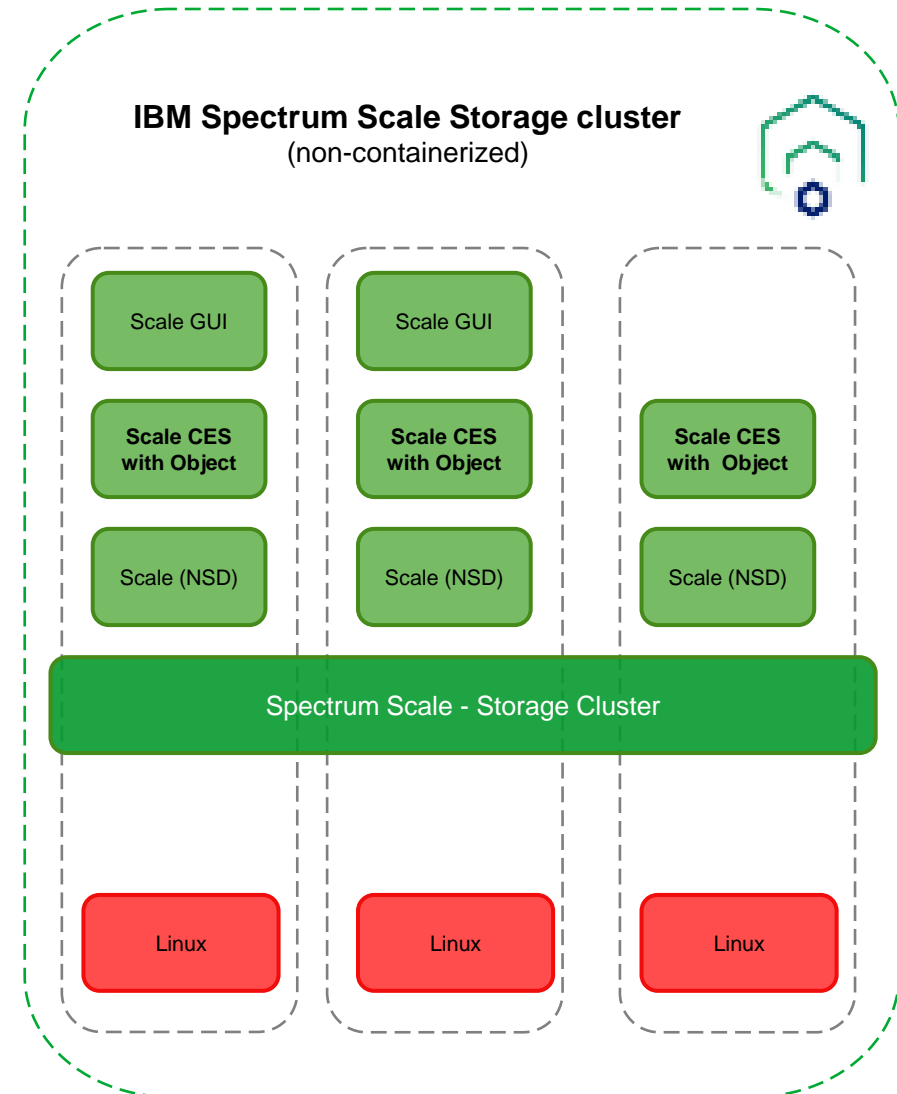 IBM Spectrum Scale Storage cluster
(non-containerized)
Scale GUI
Scale GUI
Scale CES
with Object
Scale CES
with Object
Scale CES
with  Object
Scale (NSD)
Scale (NSD)
Scale (NSD)
Spectrum Scale - Storage Cluster
Linux
Linux
Linux